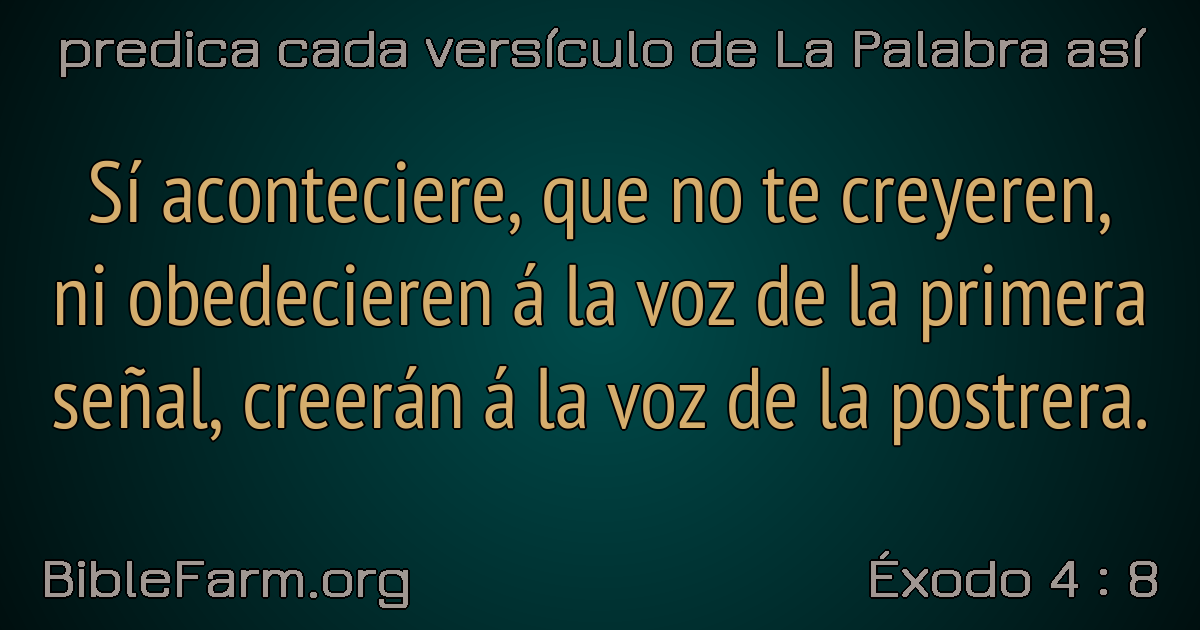 predica cada versículo de La Palabra así
Sí aconteciere, que no te creyeren,
ni obedecieren á la voz de la primera
señal, creerán á la voz de la postrera.
BibleFarm.org
Éxodo 4 : 8